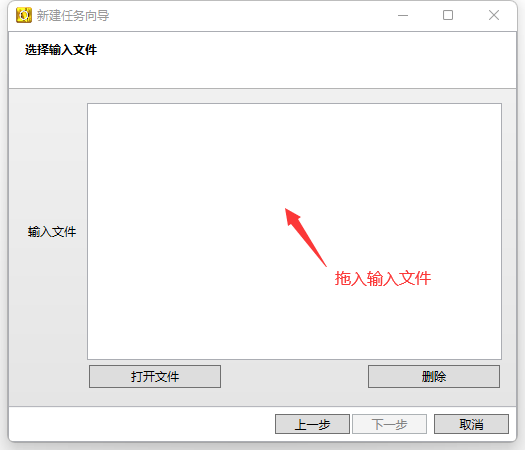 新建任务向导
选择输入文件
输入文件
拖入输入文件
打开文件
删除
上一步
下一步
取消